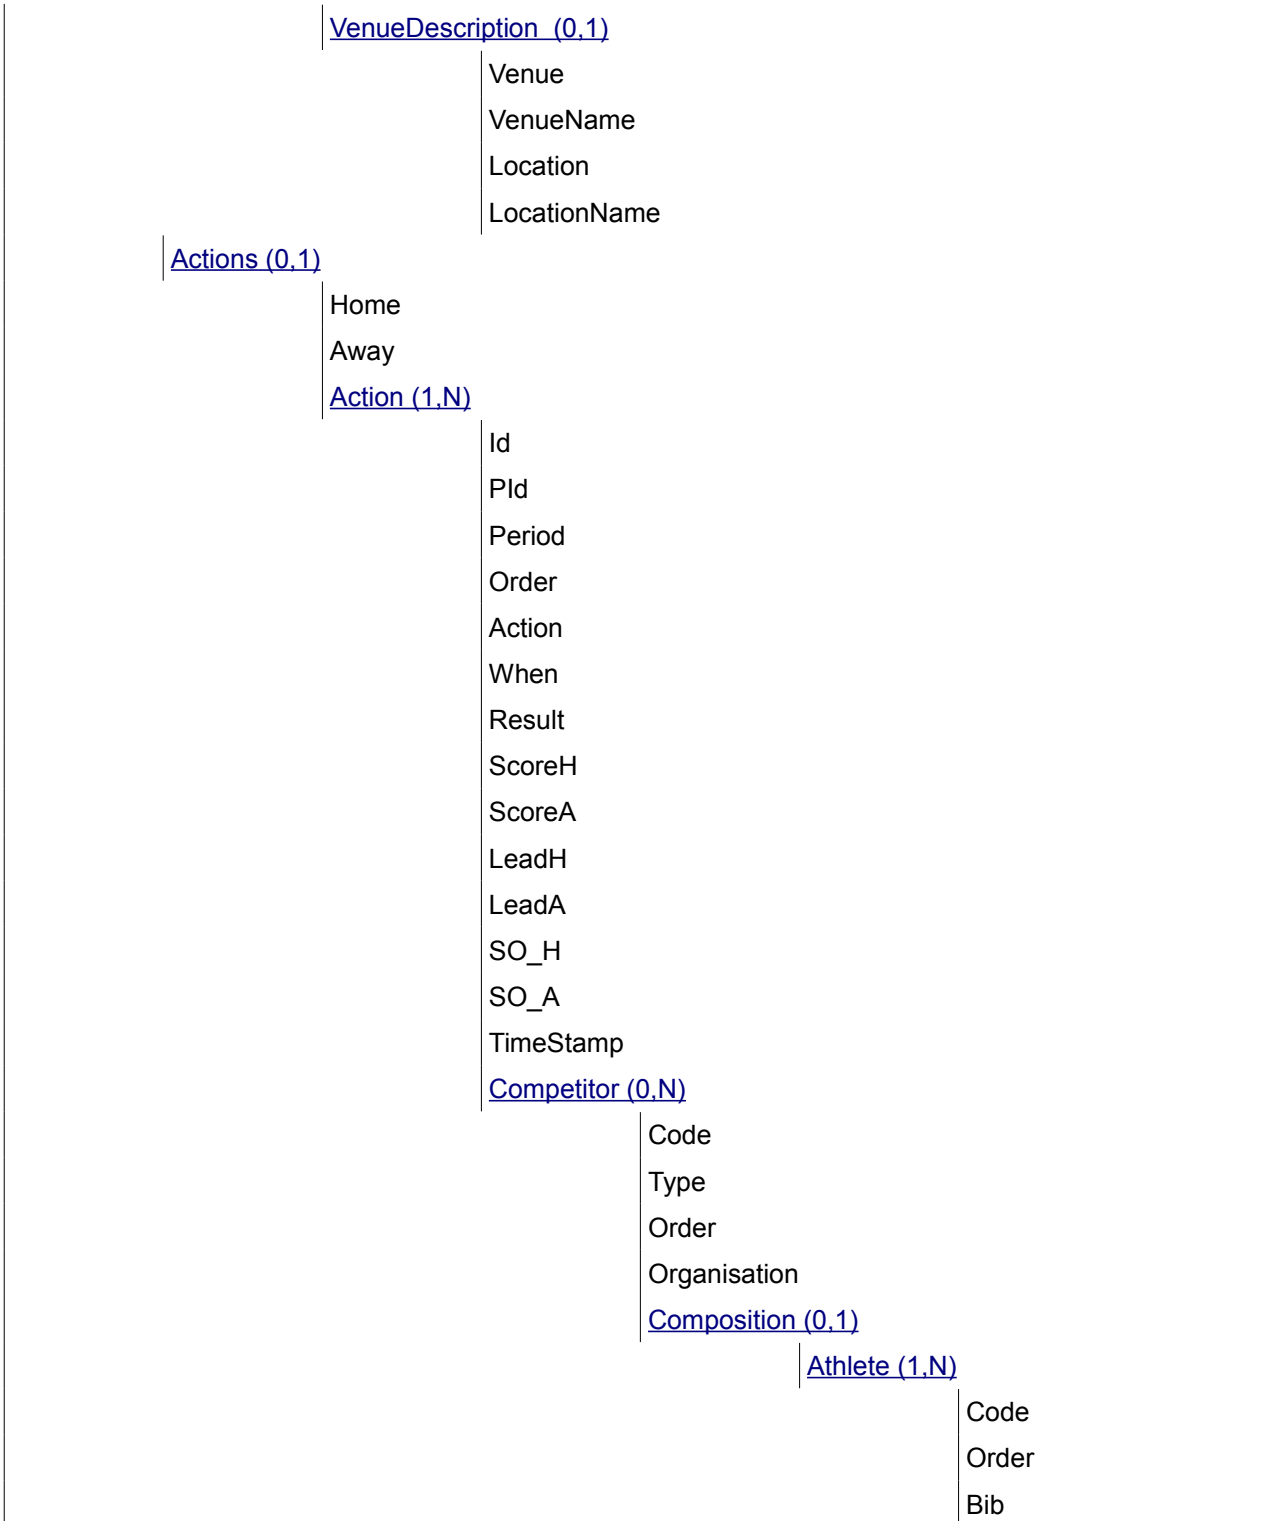 VenueDescription  (0,1)
Venue
VenueName
Location
LocationName
Actions (0,1)
Home
Away
Action (1,N)
Id
PId
Period
Order
Action
When
Result
ScoreH
ScoreA
LeadH
LeadA
SO_H
SO_A
TimeStamp
Competitor (0,N)
Code
Type
Order
Organisation
Composition (0,1)
Athlete (1,N)
Code
Order
Bib